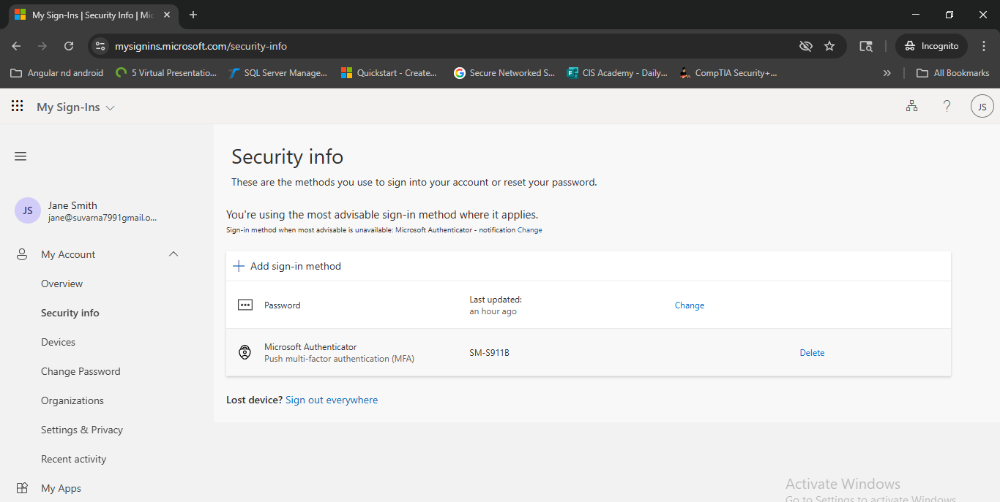 My Sign-Ins | Security Info | Mic
mysignins.microsoft.com/security-info
Incognito
Angular nd android
5 Virtual Presentatio...
SQL Server Manage...
Quickstart - Create...
Secure Networked S...
CIS Academy - Daily,...
CompTIA Security+...
»
All Bookmarks
My Sign-Ins
?
JS
Security info
These are the methods you use to sign into your account or reset your password.
JS
Jane Smith
jane@suvarna7991gmail.o...
You're using the most advisable sign-in method where it applies.
Sign-in method when most advisable is unavailable: Microsoft Authenticator - notification Change
My Account
Overview
Security info
Devices
Change Password
Organizations
Settings & Privacy
Recent activity
My Apps
+ Add sign-in method
Password
Last updated:
an hour ago
Change
Microsoft Authenticator
Push multi-factor authentication (MFA)
SM-S911B
Delete
Lost device? Sign out everywhere
Activate Windows
Go to Settings to activate Windows.